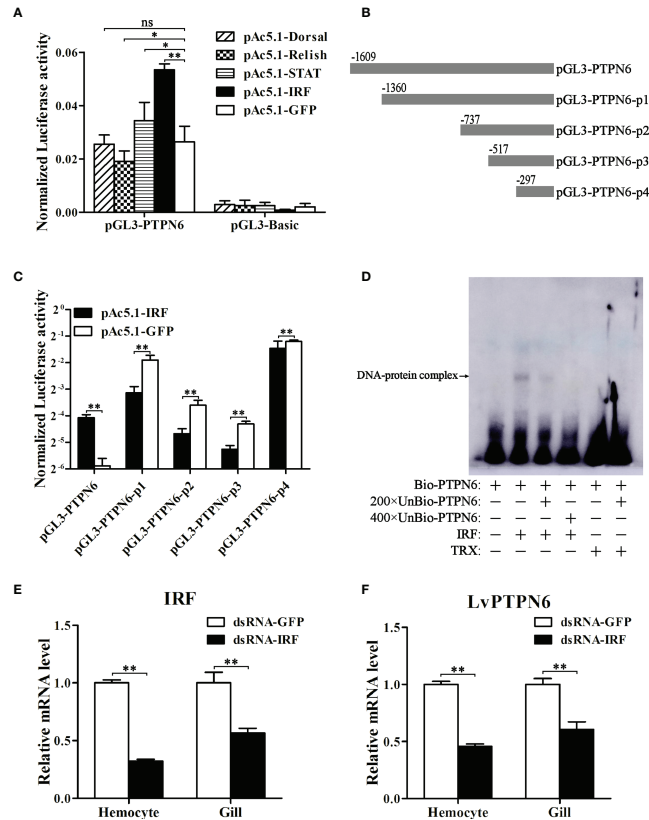 A
Normalized Luciferase activity
0.06
0.04
0.02
0.00
ns
*
*
**
pAc5.1-Dorsal
pAc5.1-Relish
pAc5.1-STAT
pAc5.1-IRF
pAc5.1-GFP
pGL3-PTPN6
pGL3-Basic
B
-1609
pGL3-PTPN6
-1360
pGL3-PTPN6-p1
-737
pGL3-PTPN6-p2
-517
pGL3-PTPN6-p3
-297
pGL3-PTPN6-p4
C
Normalized Luciferase activity
2^0
2^-1
2^-2
2^-3
2^-4
2^-5
2^-6
pAc5.1-IRF
pAc5.1-GFP
**
**
**
**
**
pGL3-PTPN6
pGL3-PTPN6-p1
pGL3-PTPN6-p2
pGL3-PTPN6-p3
pGL3-PTPN6-p4
D
DNA-protein complex→
Bio-PTPN6: + + + + + +
200×UnBio-PTPN6: − − + − − +
400×UnBio-PTPN6: − − − + − −
IRF: − + + + − −
TRX: − − − − + +
E
IRF
Relative mRNA level
1.5
1.0
0.5
0.0
dsRNA-GFP
dsRNA-IRF
**
**
Hemocyte
Gill
F
LvPTPN6
Relative mRNA level
1.5
1.0
0.5
0.0
dsRNA-GFP
dsRNA-IRF
**
**
Hemocyte
Gill